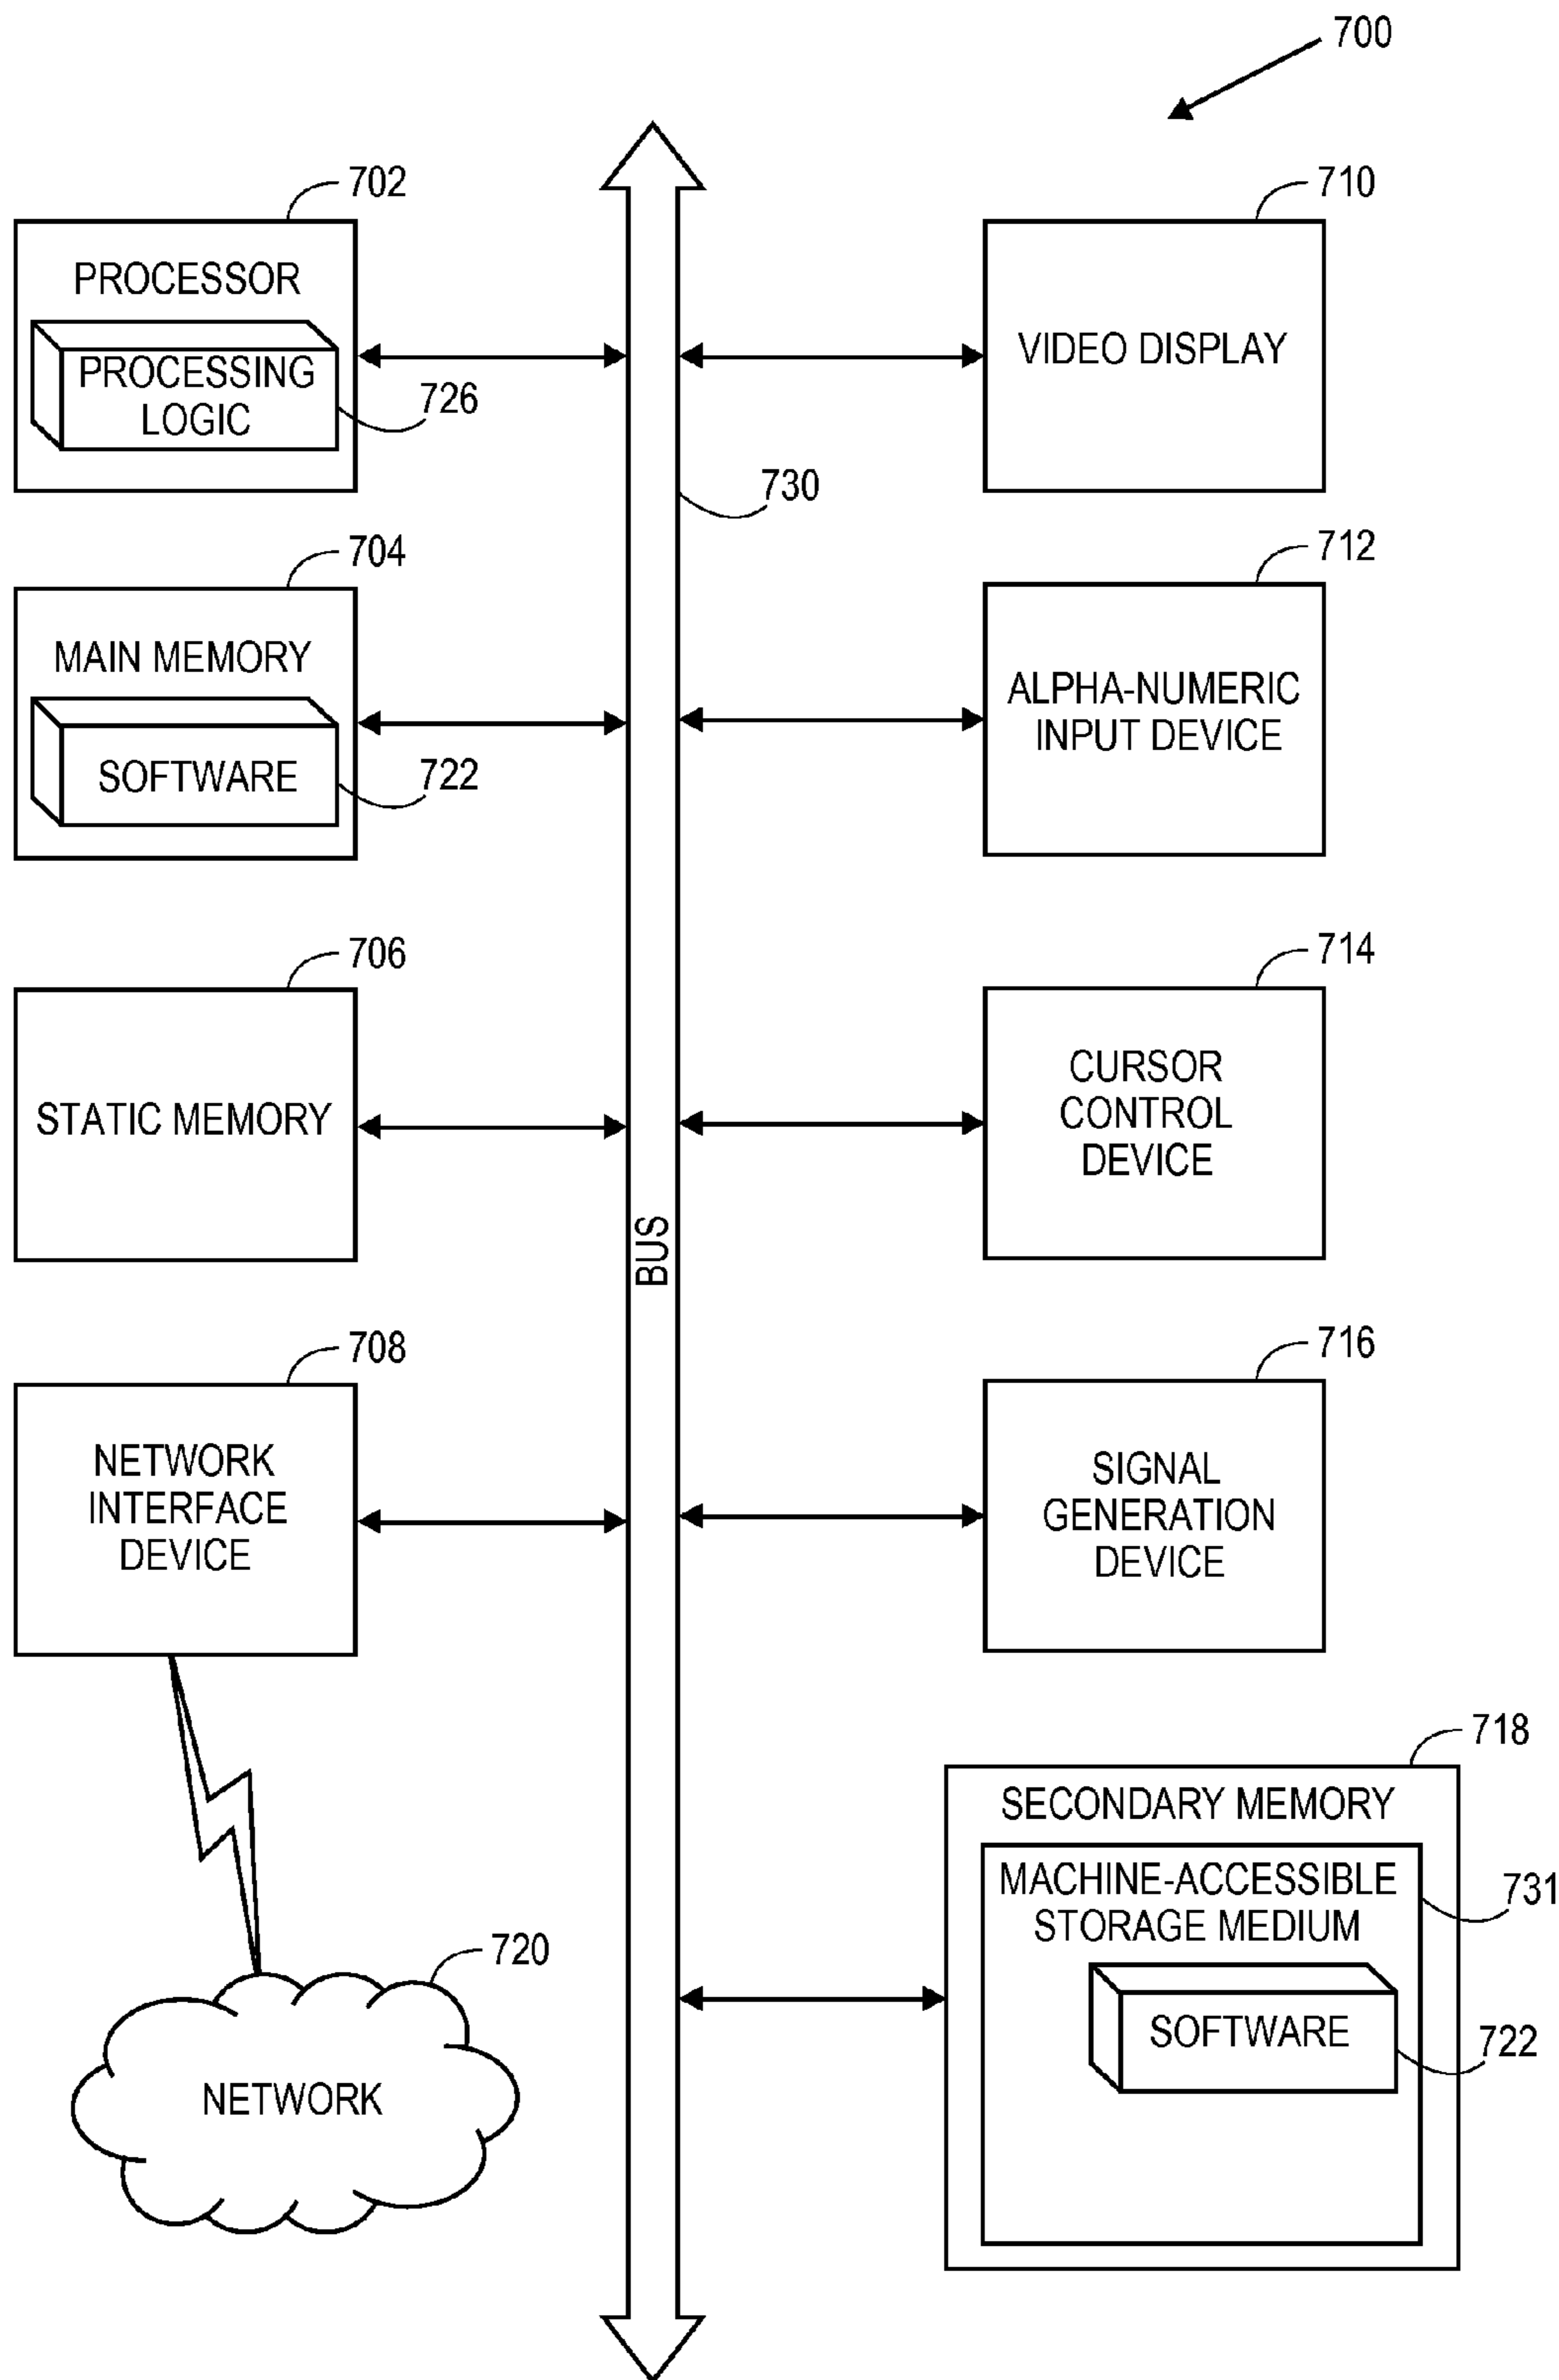 700
702
PROCESSOR
PROCESSING
LOGIC
726
710
VIDEO DISPLAY
730
704
MAIN MEMORY
SOFTWARE
722
712
ALPHA-NUMERIC
INPUT DEVICE
706
STATIC MEMORY
714
CURSOR
CONTROL
DEVICE
BUS
708
NETWORK
INTERFACE
DEVICE
716
SIGNAL
GENERATION
DEVICE
718
SECONDARY MEMORY
MACHINE-ACCESSIBLE
STORAGE MEDIUM
731
SOFTWARE
722
720
NETWORK